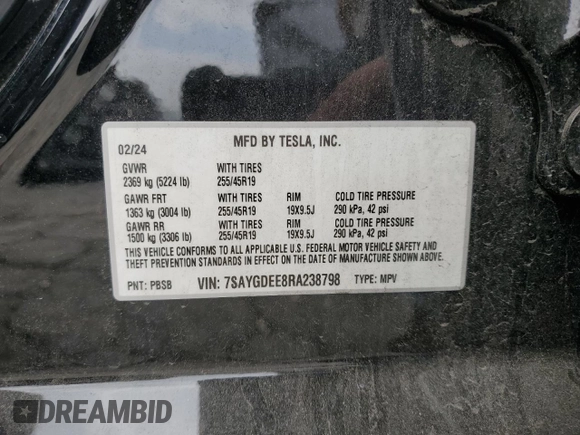 02/24 MFD BY TESLA, INC.
GVWR WITH TIRES
2369 kg (5224 lb) 255/45R19
GAWR FRT WITH TIRES RIM COLD TIRE PRESSURE
1363 kg (3004 lb) 255/45R19 19X9.5J 290 kPa, 42 psi
GAWR RR WITH TIRES RIM COLD TIRE PRESSURE
1500 kg (3306 lb) 255/45R19 19X9.5J 290 kPa, 42 psi
THIS VEHICLE CONFORMS TO ALL APPLICABLE U.S. FEDERAL MOTOR VEHICLE SAFETY AND
THEFT PREVENTION STANDARDS IN EFFECT ON THE DATE OF MANUFACTURE SHOWN ABOVE.
PNT: PBSB VIN: 7SAYGDEE8RA238798 TYPE: MPV
DREAMBID